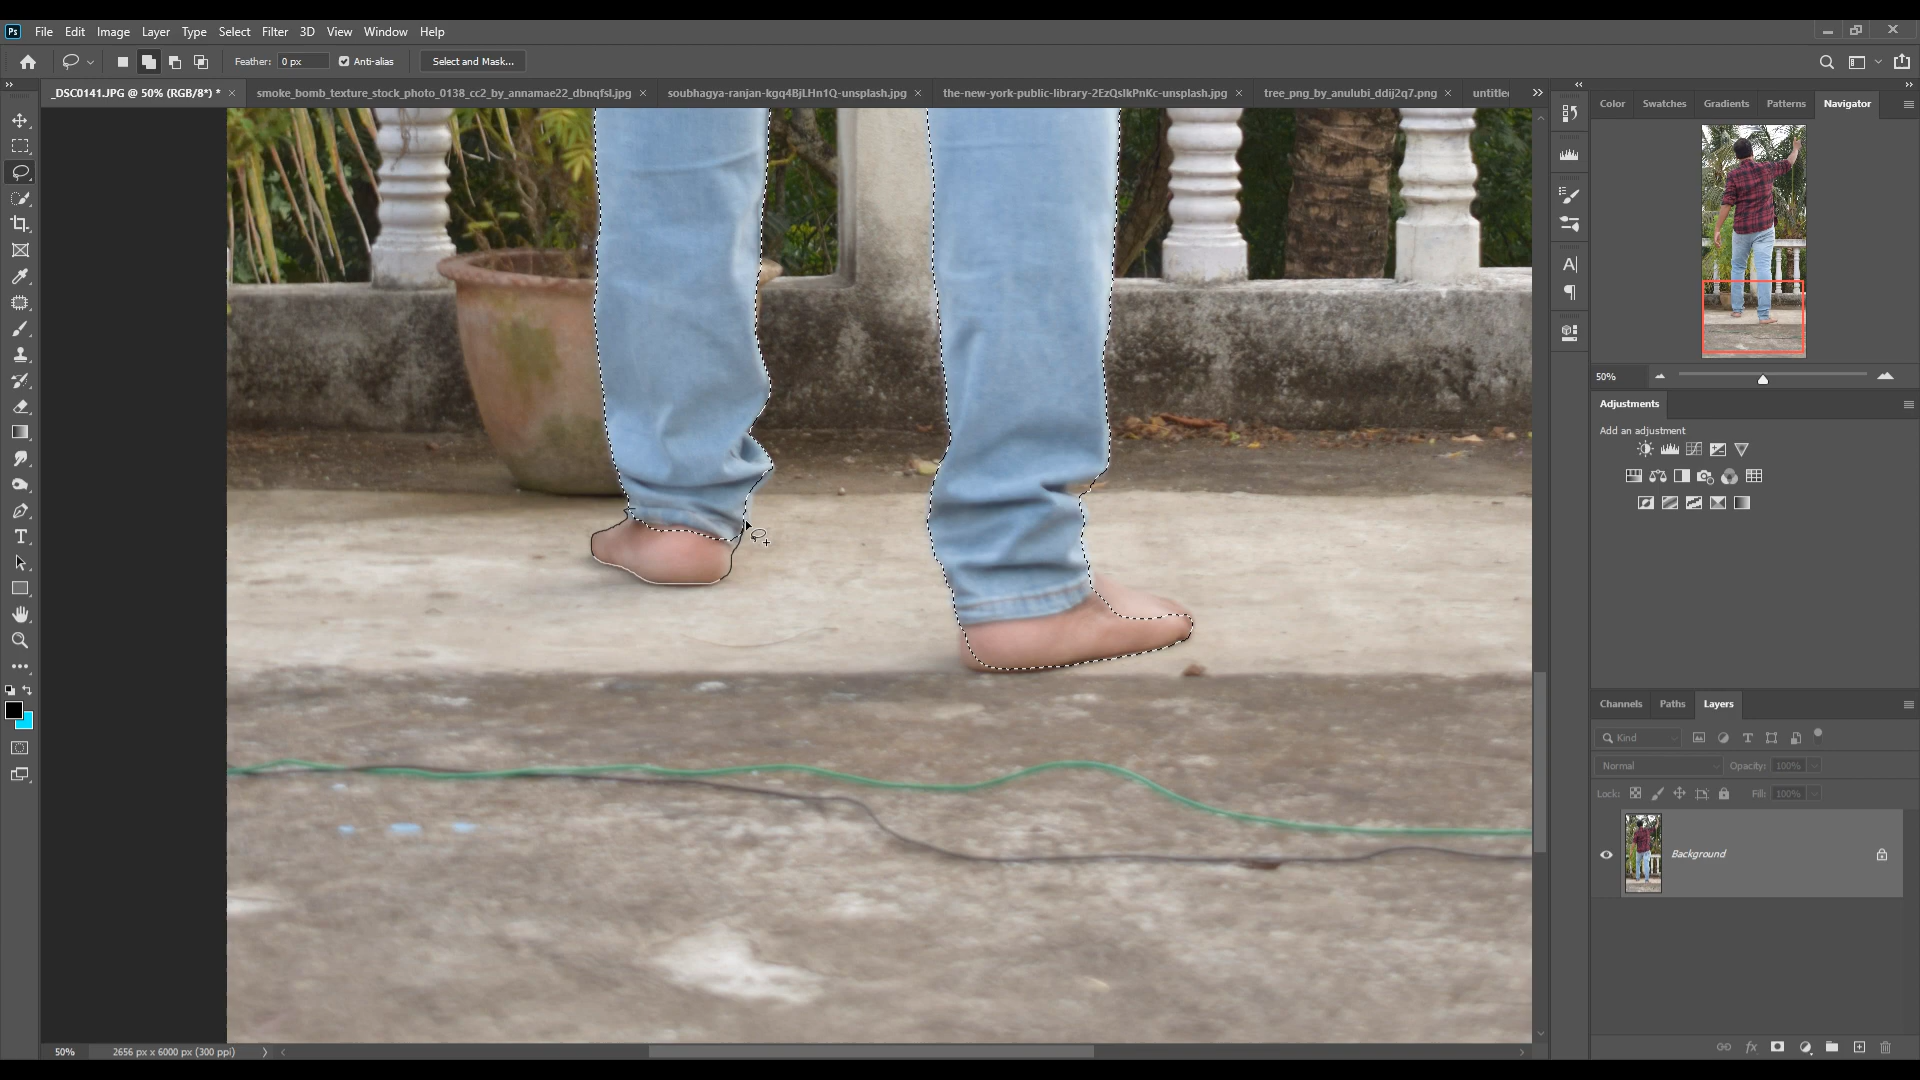 Ps File Edit Image Layer Type Select Filter 3D View Window Help
Feather: 0 px Anti-alias Select and Mask...
_DSC0141.JPG @ 50% (RGB/8*) * × smoke_bomb_texture_stock_photo_0138_cc2_by_annamae22_dbnqfsl.jpg × soubhagya-ranjan-kgq4BjLHn1Q-unsplash.jpg × the-new-york-public-library-2EzQslkPnKc-unsplash.jpg × tree_png_by_anulubi_ddij2q7.png ×
Color Swatches Gradients Patterns Navigator
50%
Adjustments
Add an adjustment
Channels Paths Layers
Kind
Normal Opacity: 100%
Lock: Fill: 100%
Background
50% 2656 px x 6000 px (300 ppi)